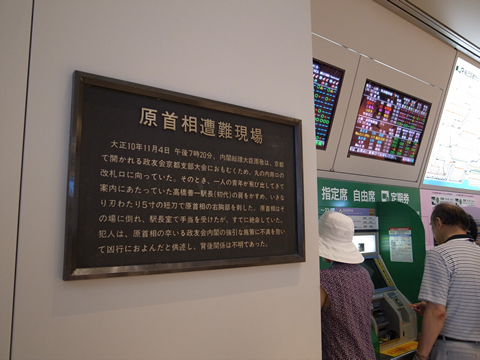 原首相遭難現場
大正10年11月4日 午後7時20分、内閣総理大臣原敬は、京都
で開かれる政友会京都支部大会におもむくため、丸の内南口の
改札口に向っていた。そのとき、一人の青年が飛び出してきて
案内にあたっていた高橋善一駅長(初代)の肩をかすめ、いきな
り刃わたり5寸の短刀で原首相の右胸部を刺した。原首相はそ
の場に倒れ、駅長室で手当を受けたが、すでに絶命していた。
犯人は、原首相の率いる政友会内閣の強引な施策に不満を抱い
て凶行におよんだと供述し、背後関係は不明であった。
指定席 自由席
定期券